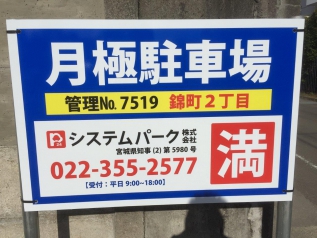 月極駐車場
管理No. 7519 錦町2丁目
P システムパーク株式会社
宮城県知事(2)第5980号
022-355-2577
【受付：平日 9:00~18:00】
満